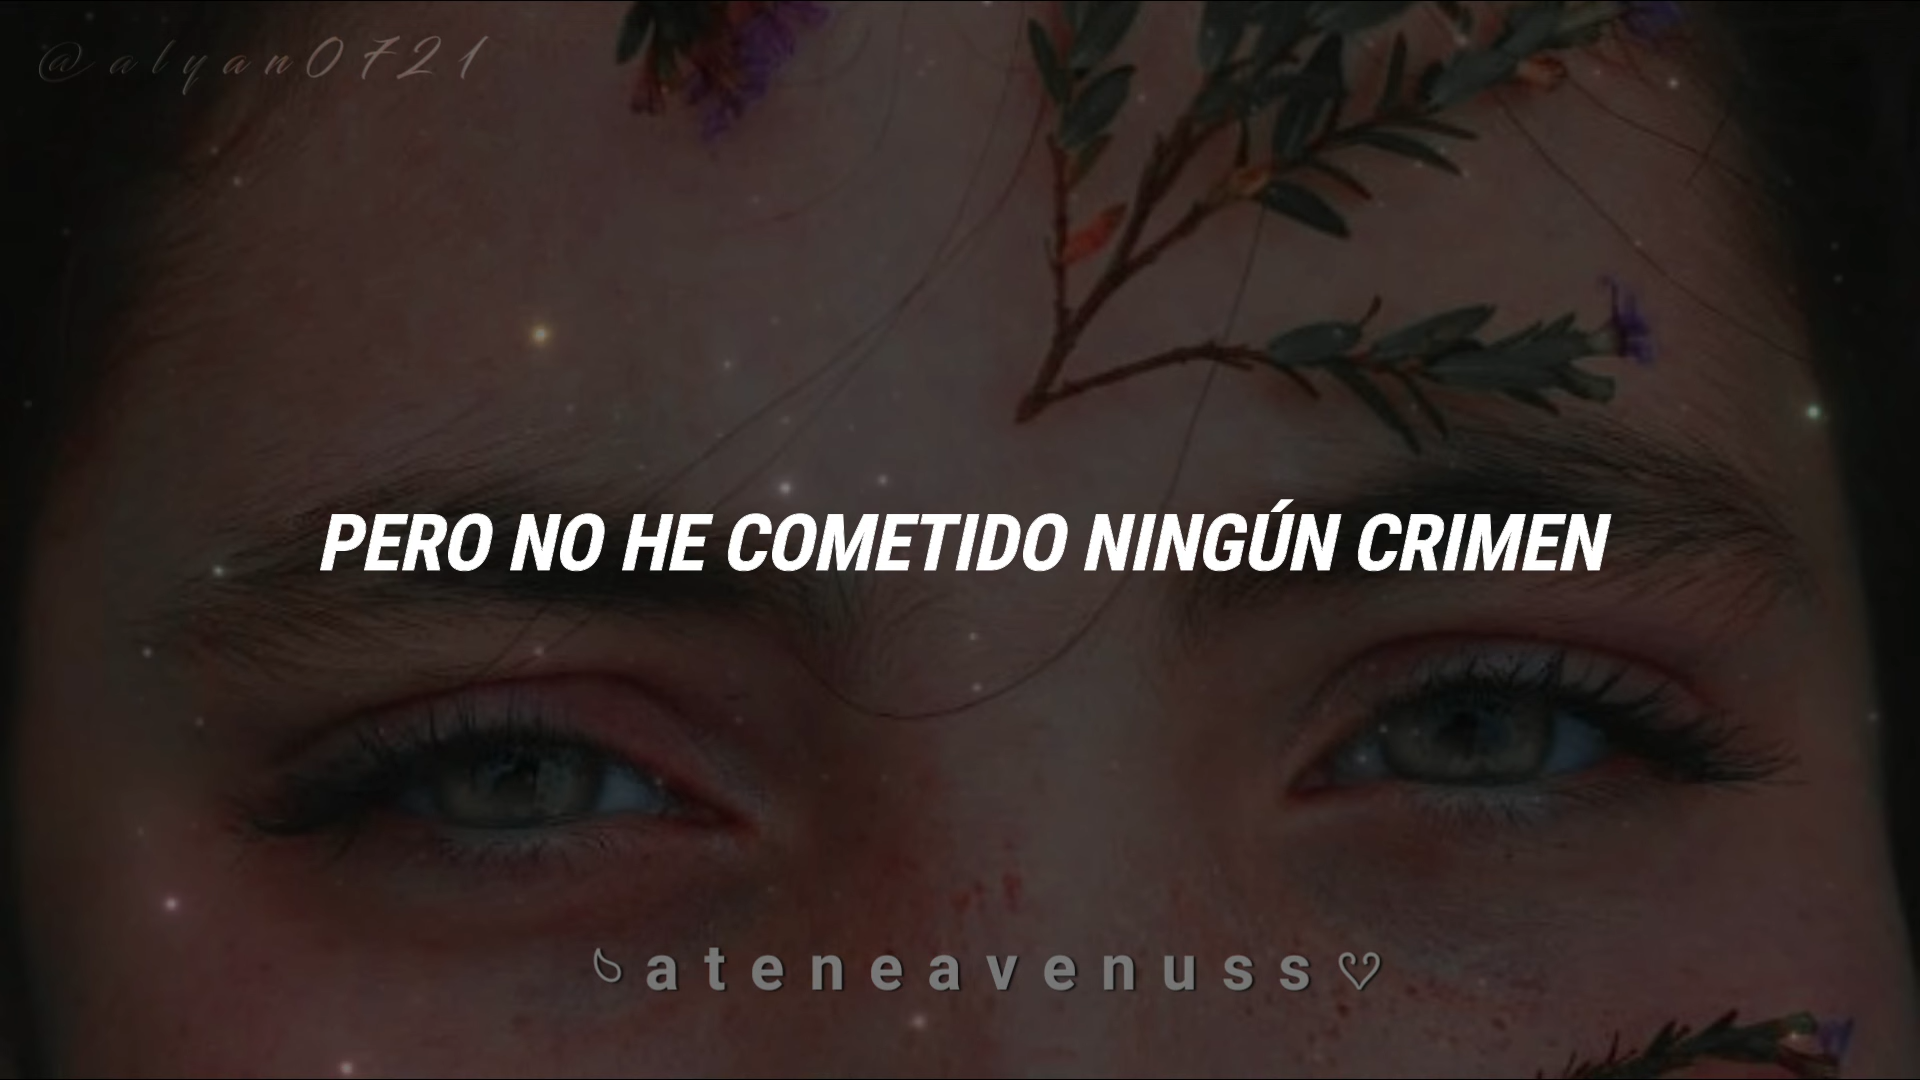 @alyan0721
PERO NO HE COMETIDO NINGÚN CRIMEN
ateneavenuss♡